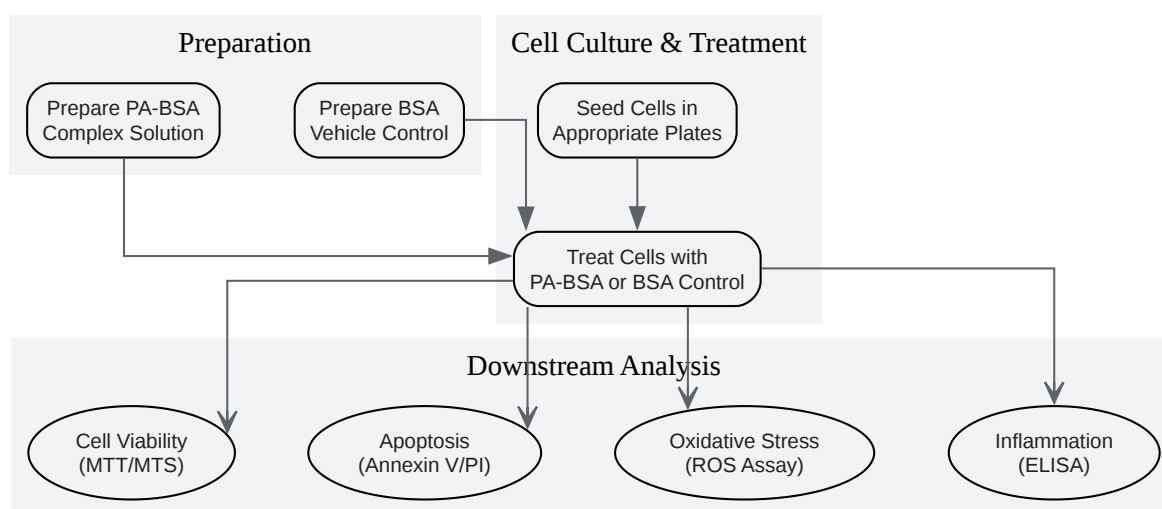 Preparation
Cell Culture & Treatment
Prepare PA-BSA
Complex Solution
Prepare BSA
Vehicle Control
Seed Cells in
Appropriate Plates
Treat Cells with
PA-BSA or BSA Control
Downstream Analysis
Cell Viability
(MTT/MTS)
Apoptosis
(Annexin V/PI)
Oxidative Stress
(ROS Assay)
Inflammation
(ELISA)